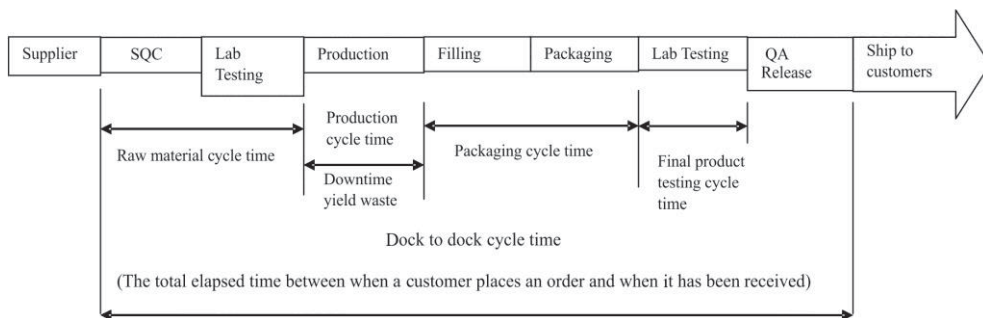 Supplier
SQC
Lab
Testing
Production
Filling
Packaging
Lab Testing
QA
Release
Ship to
customers
Raw material cycle time
Production
cycle time
Downtime
yield waste
Packaging cycle time
Final product
testing cycle
time
Dock to dock cycle time
(The total elapsed time between when a customer places an order and when it has been received)